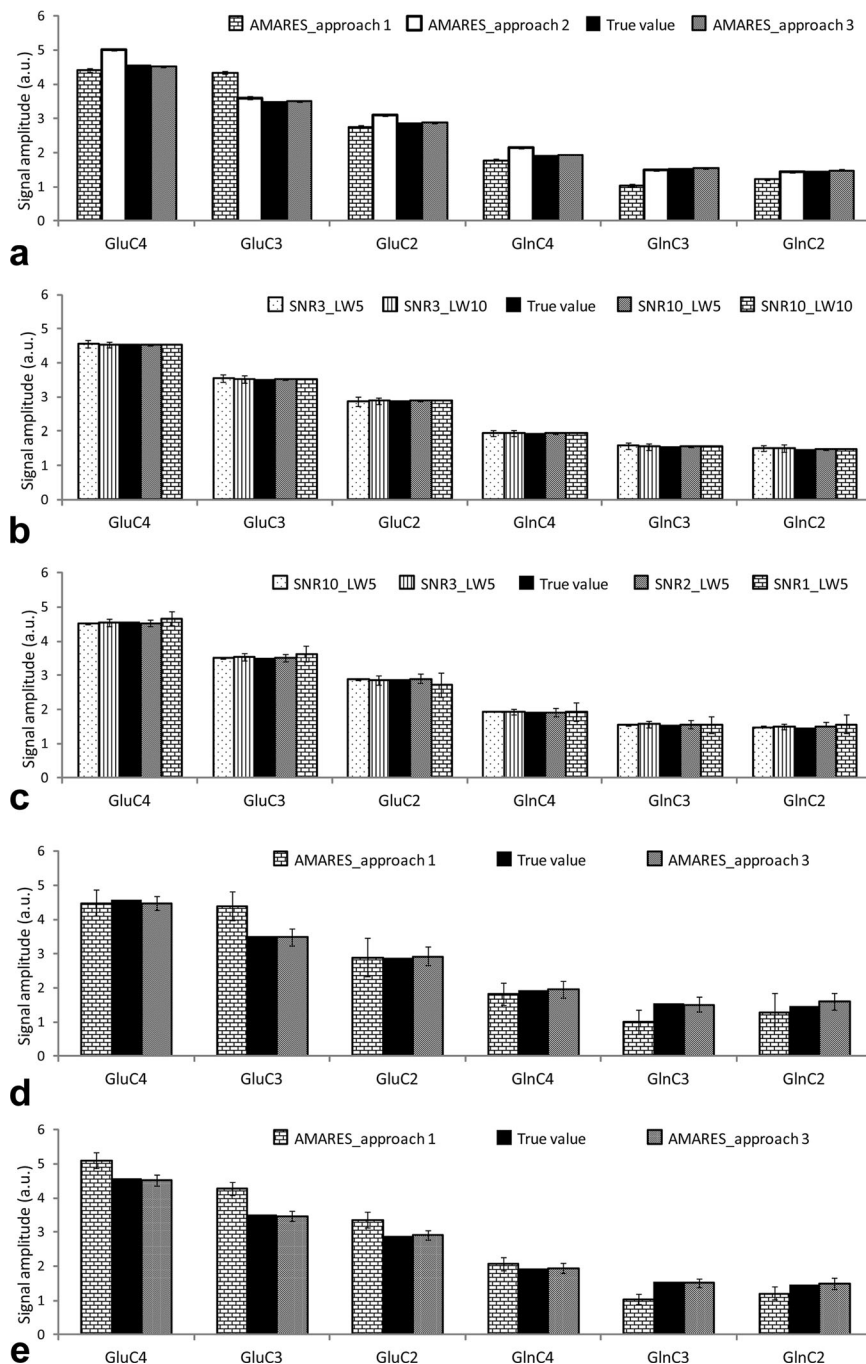 AMARES_approach 1 AMARES_approach 2 True value AMARES_approach 3
Signal amplitude (a.u.)
6
5
4
3
2
1
0
GluC4 GluC3 GluC2 GlnC4 GlnC3 GlnC2
a
SNR3_LW5 SNR3_LW10 True value SNR10_LW5 SNR10_LW10
Signal amplitude (a.u.)
6
5
4
3
2
1
0
GluC4 GluC3 GluC2 GlnC4 GlnC3 GlnC2
b
SNR10_LW5 SNR3_LW5 True value SNR2_LW5 SNR1_LW5
Signal amplitude (a.u.)
6
5
4
3
2
1
0
GluC4 GluC3 GluC2 GlnC4 GlnC3 GlnC2
c
AMARES_approach 1 True value AMARES_approach 3
Signal amplitude (a.u.)
6
5
4
3
2
1
0
GluC4 GluC3 GluC2 GlnC4 GlnC3 GlnC2
d
AMARES_approach 1 True value AMARES_approach 3
Signal amplitude (a.u.)
6
5
4
3
2
1
0
GluC4 GluC3 GluC2 GlnC4 GlnC3 GlnC2
e